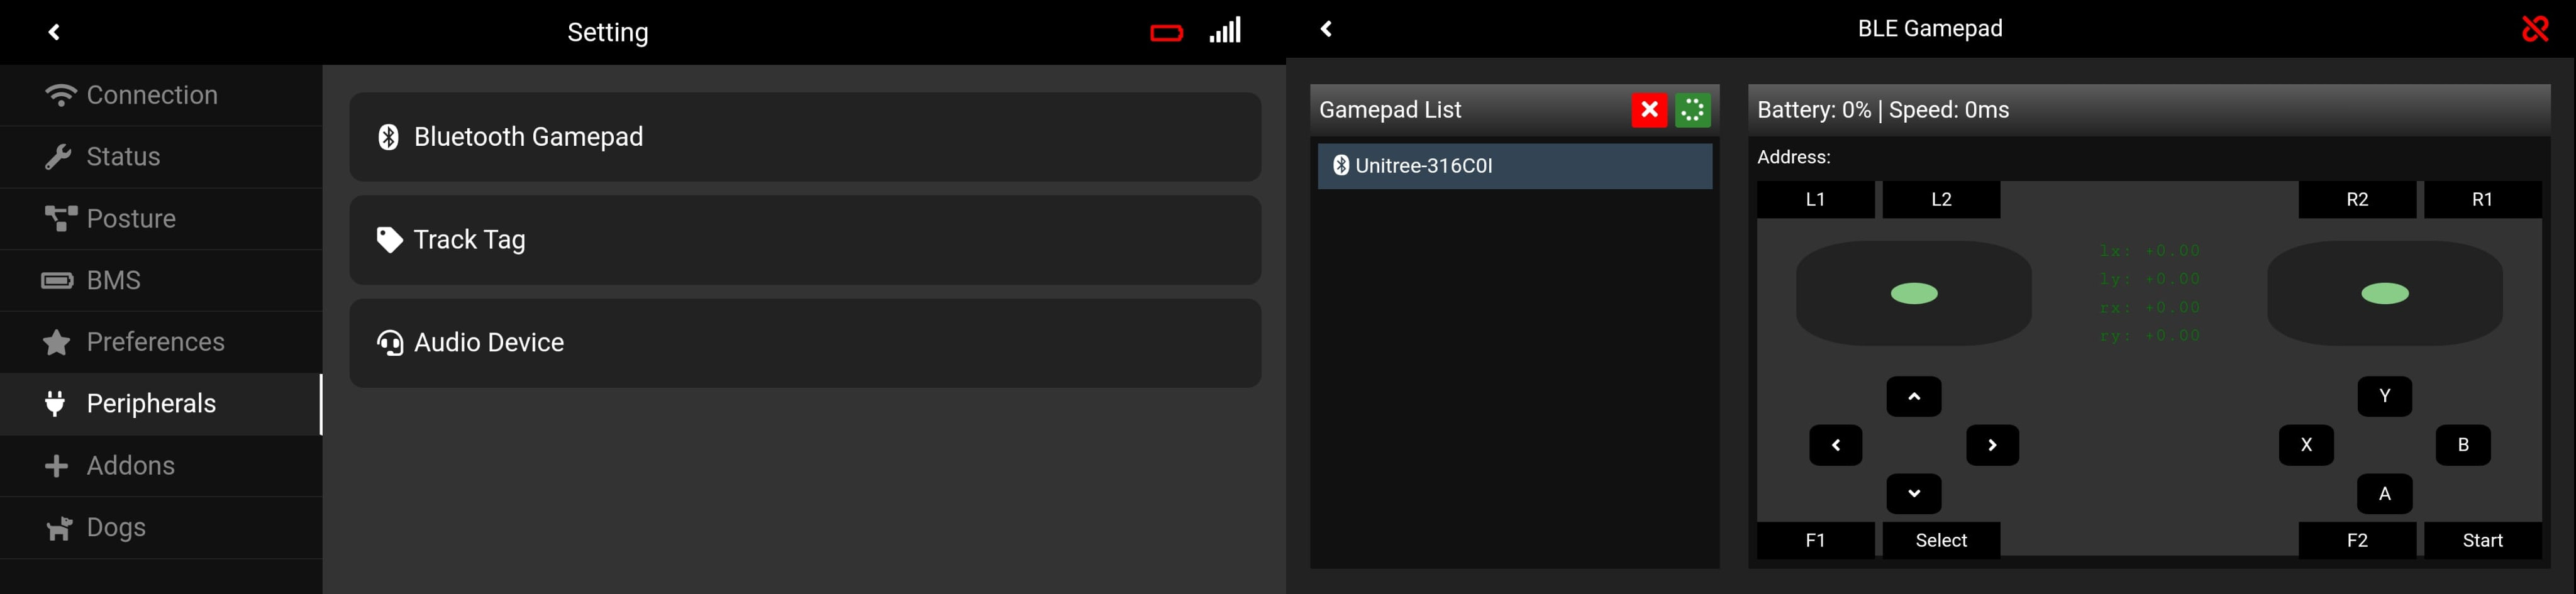 Setting
Connection
Status
Posture
BMS
Preferences
Peripherals
Addons
Dogs
Bluetooth Gamepad
Track Tag
Audio Device
BLE Gamepad
Gamepad List
Unitree-316C0I
Battery: 0% | Speed: 0ms
Address:
L1 L2 R2 R1
lx: +0.00
ly: +0.00
rx: +0.00
ry: +0.00
Y
X B
A
F1 Select F2 Start